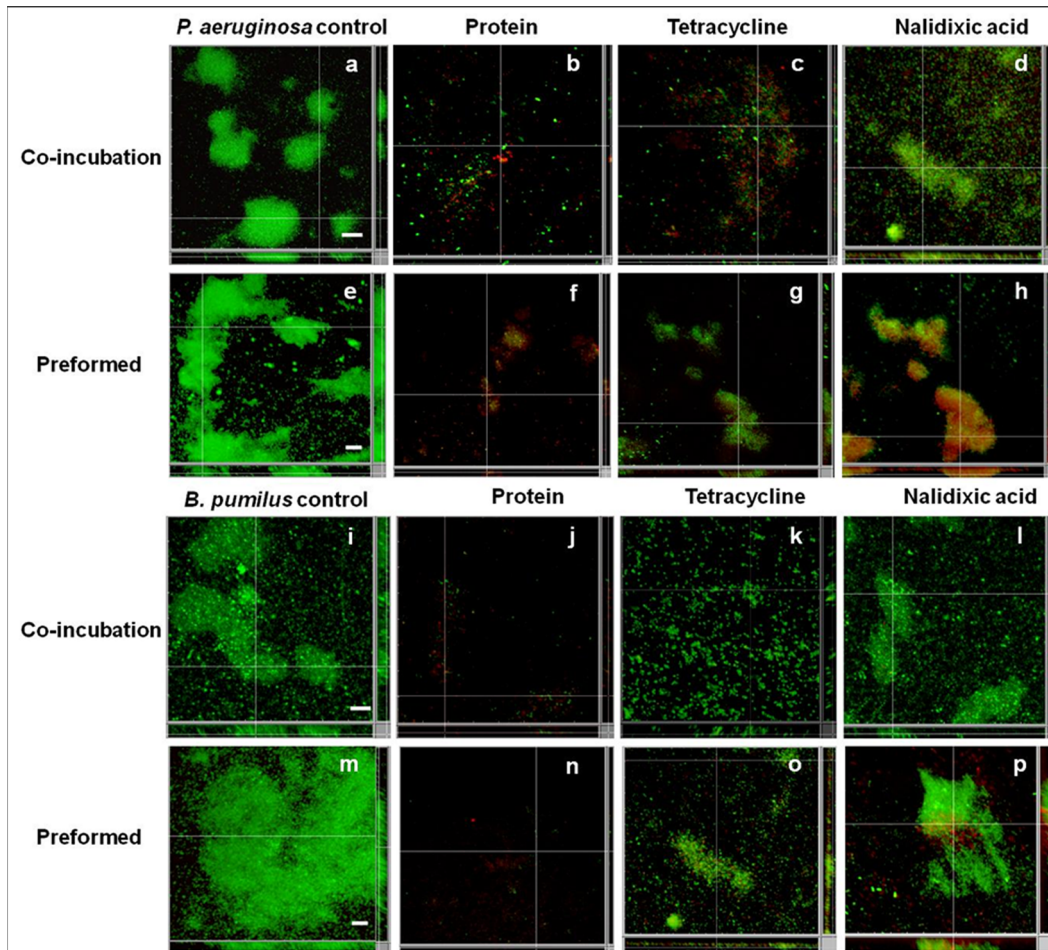 P. aeruginosa control Protein Tetracycline Nalidixic acid
a b c d
Co-incubation
e f g h
Preformed
B. pumilus control Protein Tetracycline Nalidixic acid
i j k l
Co-incubation
m n o p
Preformed